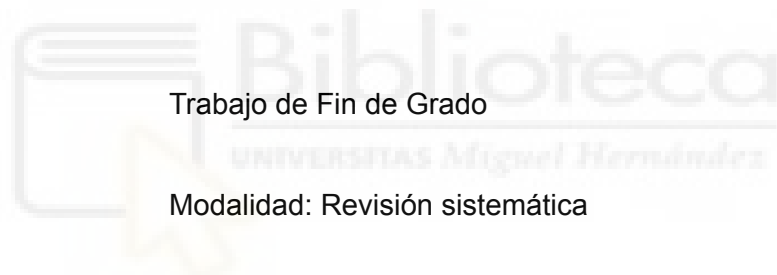 Biblioteca
Trabajo de Fin de Grado
UNIVERSITAS Miguel Hernández
Modalidad: Revisión sistemática